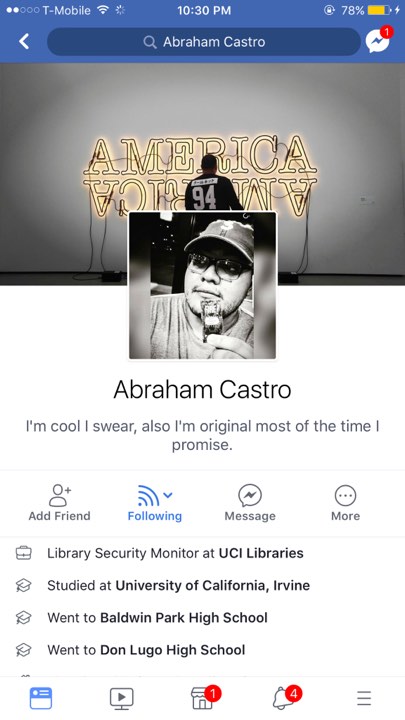 T-Mobile 10:30 PM 78%
Abraham Castro
1
AMERICA
AMERICA
94
Abraham Castro
I'm cool I swear, also I'm original most of the time I
promise.
Add Friend Following Message More
Library Security Monitor at UCI Libraries
Studied at University of California, Irvine
Went to Baldwin Park High School
Went to Don Lugo High School
1 4